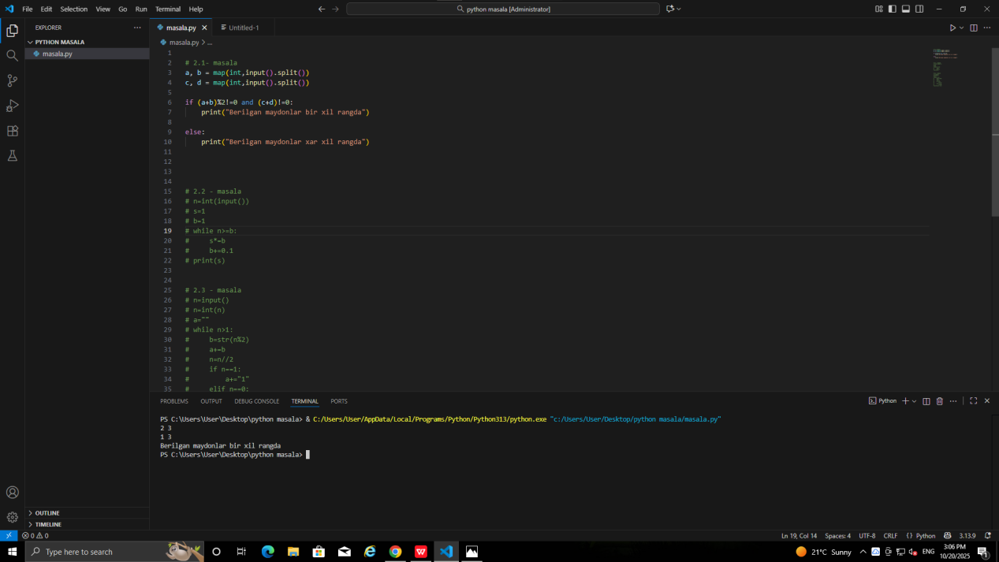 File Edit Selection View Go Run Terminal Help
python masala [Administrator]
EXPLORER
PYTHON MASALA
masala.py
OUTLINE
TIMELINE
masala.py
Untitled-1
masala.py > ...
1
2 # 2.1- masala
3 a, b = map(int,input().split())
4 c, d = map(int,input().split())
5
6 if (a+b)%2!=0 and (c+d)!=0:
7 print("Berilgan maydonlar bir xil rangda")
8
9 else:
10 print("Berilgan maydonlar xar xil rangda")
11
12
13
14
15 # 2.2 - masala
16 # n=int(input())
17 # s=1
18 # b=1
19 # while n>=b:
20 # s*=b
21 # b+=0.1
22 # print(s)
23
24
25 # 2.3 - masala
26 # n=input()
27 # n=int(n)
28 # a=""
29 # while n>1:
30 # b=str(n%2)
31 # a+=b
32 # n=n//2
33 # if n==1:
34 # a+="1"
35 # elif n==0:
PROBLEMS OUTPUT DEBUG CONSOLE TERMINAL PORTS
Python
PS C:\Users\User\Desktop\python masala> & C:/Users/User/AppData/Local/Programs/Python/Python313/python.exe "c:/Users/User/Desktop/python masala/masala.py"
2 3
1 3
Berilgan maydonlar bir xil rangda
PS C:\Users\User\Desktop\python masala>
0 0
Ln 19, Col 14 Spaces: 4 UTF-8 CRLF {} Python 3.13.9
Type here to search
21°C Sunny
ENG
3:06 PM
10/20/2025
1